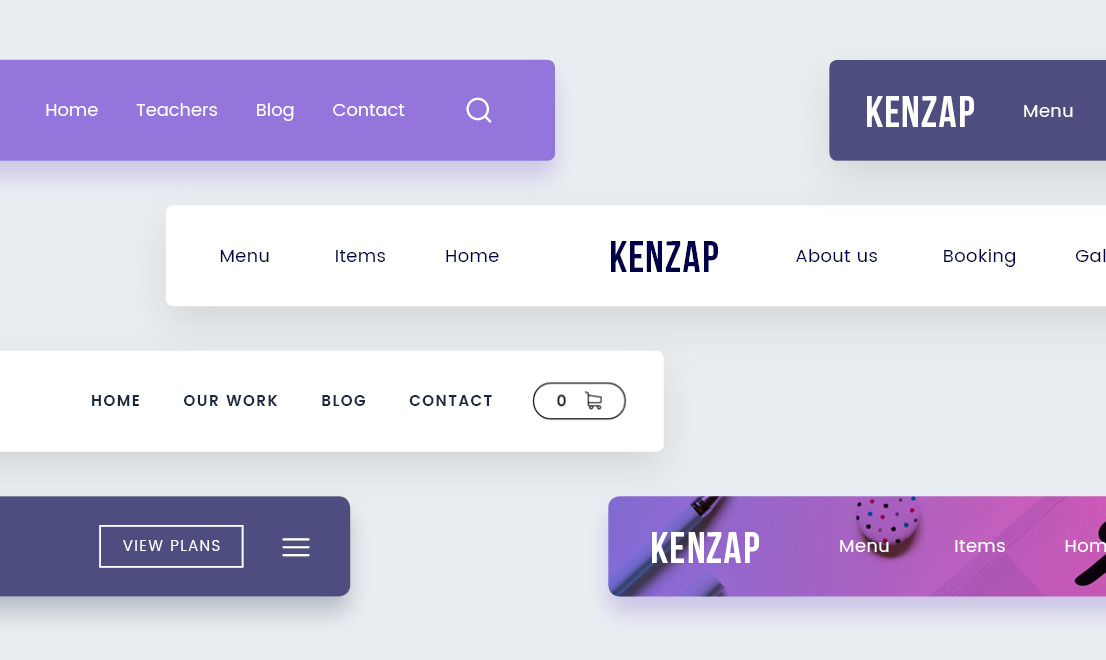 Home Teachers Blog Contact
KENZAP Menu
Menu Items Home KENZAP About us Booking Gal
HOME OUR WORK BLOG CONTACT 0
VIEW PLANS
KENZAP Menu Items Hom